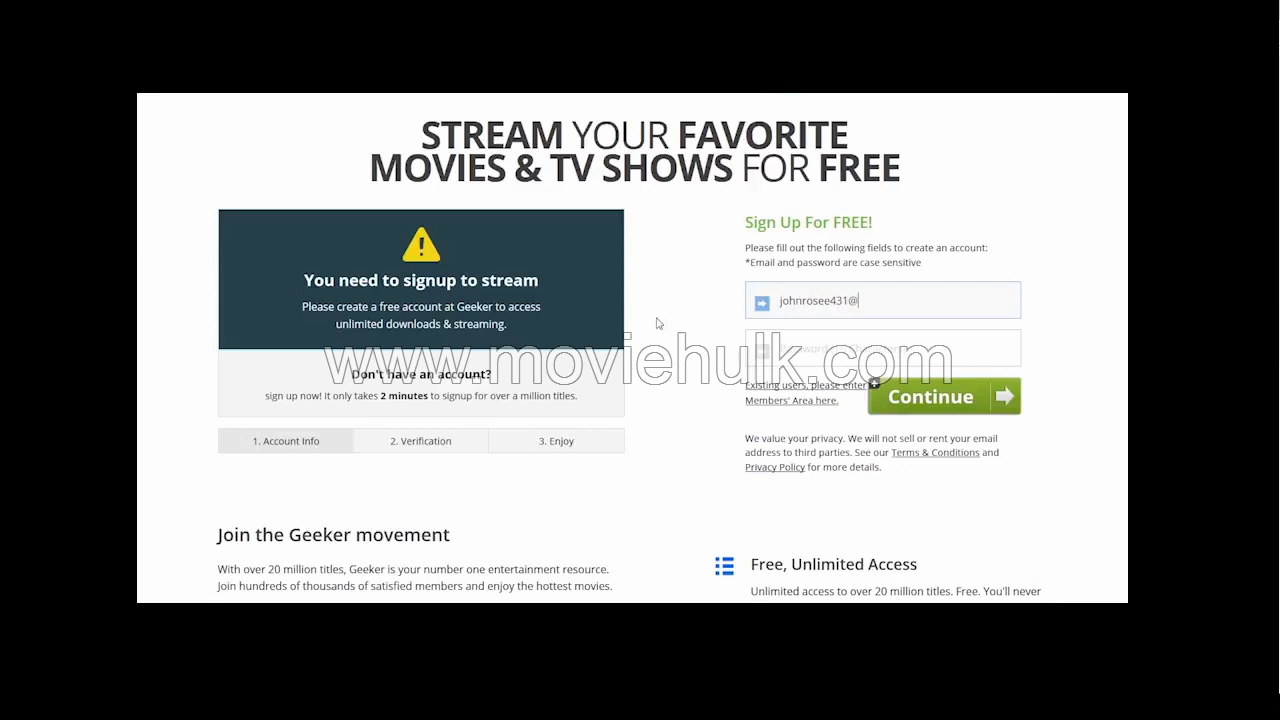 STREAM YOUR FAVORITE
MOVIES & TV SHOWS FOR FREE
You need to signup to stream
Please create a free account at Geeker to access
unlimited downloads & streaming.
Don't have an account?
sign up now! It only takes 2 minutes to signup for over a million titles.
1. Account Info
2. Verification
3. Enjoy
Sign Up For FREE!
Please fill out the following fields to create an account:
*Email and password are case sensitive
johnrosee431@
www.moviehulk.com
Existing users, please enter
Members' Area here.
Continue
We value your privacy. We will not sell or rent your email
address to third parties. See our Terms & Conditions and
Privacy Policy for more details.
Join the Geeker movement
With over 20 million titles, Geeker is your number one entertainment resource.
Join hundreds of thousands of satisfied members and enjoy the hottest movies.
Free, Unlimited Access
Unlimited access to over 20 million titles. Free. You'll never